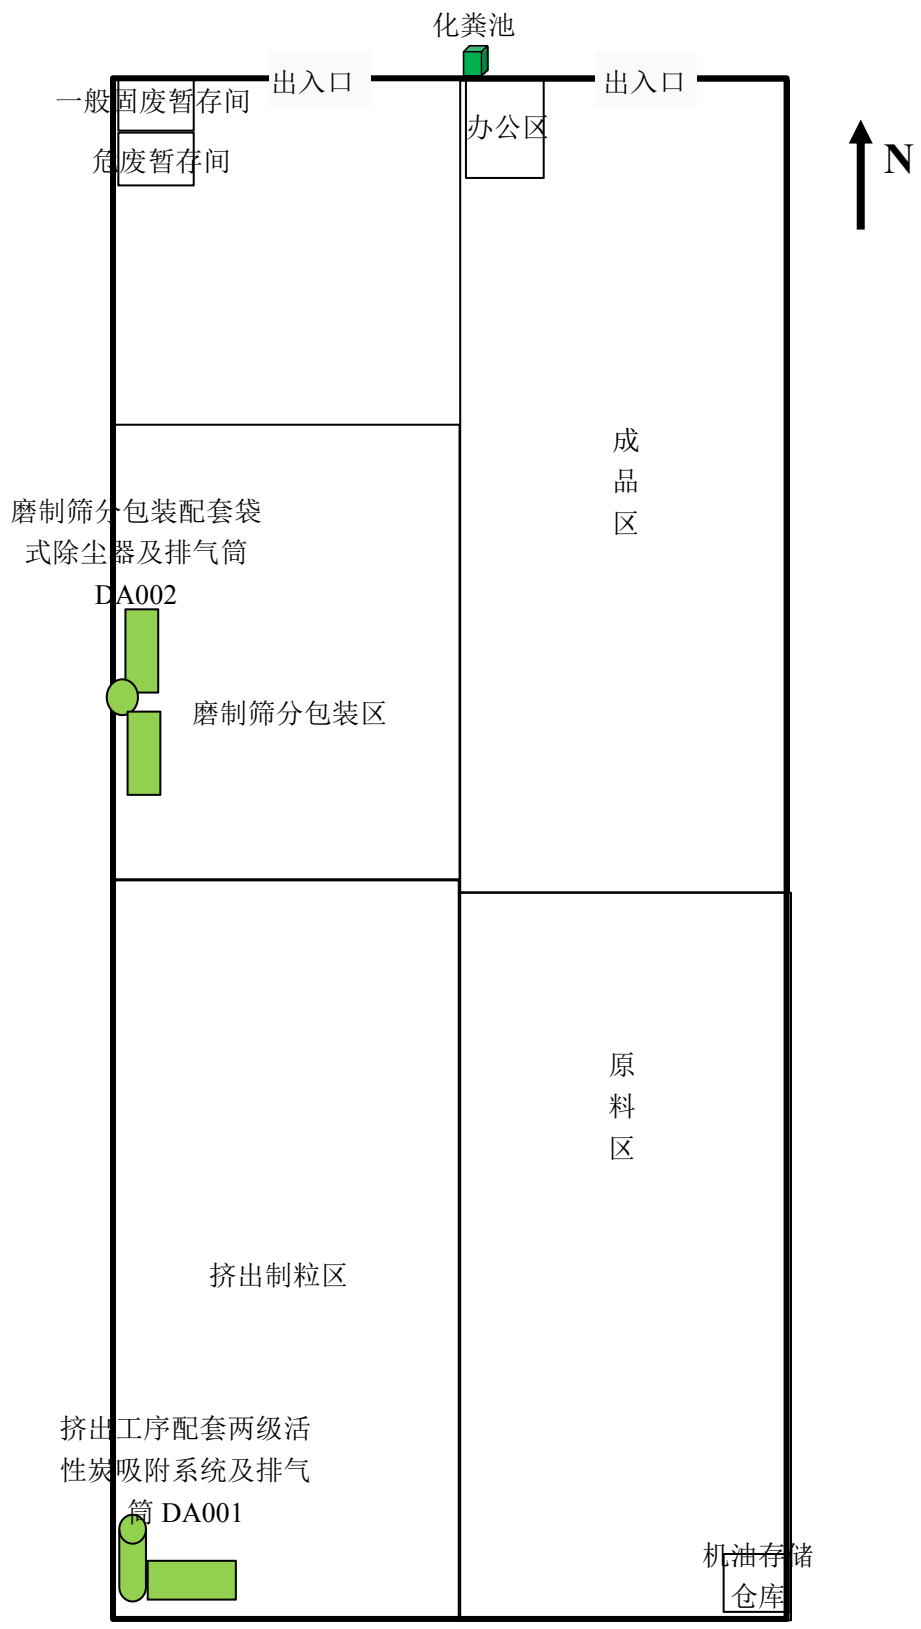 化粪池
出入口
出入口
一般固废暂存间
办公区
危废暂存间
N
成
品
区
磨制筛分包装配套袋
式除尘器及排气筒
DA002
磨制筛分包装区
原
料
区
挤出制粒区
挤出工序配套两级活
性炭吸附系统及排气
筒 DA001
机油存储
仓库